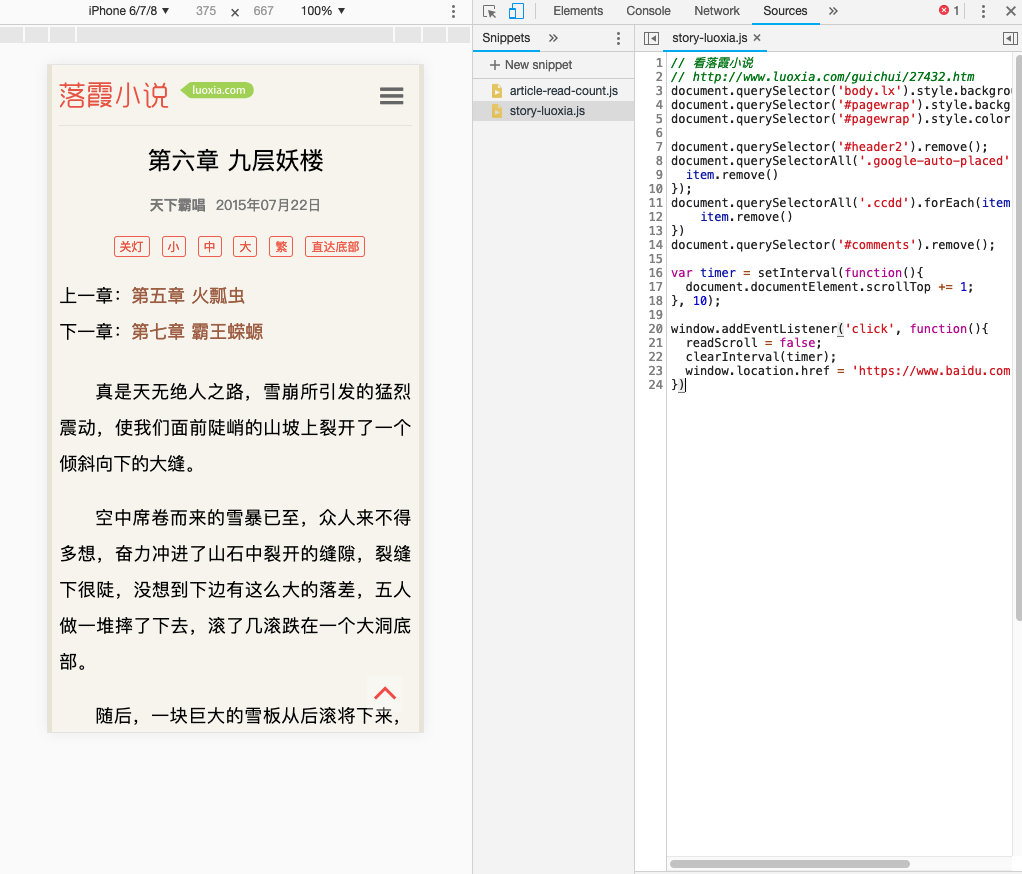 iPhone 6/7/8 ▼ 375 × 667 100% ▼
Elements Console Network Sources » 1
Snippets »
story-luoxia.js ×
+ New snippet
article-read-count.js
story-luoxia.js
落霞小说 luoxia.com
第六章 九层妖楼
天下霸唱 2015年07月22日
关灯 小 中 大 繁 直达底部
上一章：第五章 火瓢虫
下一章：第七章 霸王蝾螈
真是天无绝人之路，雪崩所引发的猛烈
震动，使我们面前陡峭的山坡上裂开了一个
倾斜向下的大缝。
空中席卷而来的雪暴已至，众人来不得
多想，奋力冲进了山石中裂开的缝隙，裂缝
下很陡，没想到下边有这么大的落差，五人
做一堆摔了下去，滚了几滚跌在一个大洞底
部。
随后，一块巨大的雪板从后滚将下来，
1 // 看落霞小说
2 // http://www.luoxia.com/guichui/27432.htm
3 document.querySelector('body.lx').style.backgrou
4 document.querySelector('#pagewrap').style.backg
5 document.querySelector('#pagewrap').style.color
6
7 document.querySelector('#header2').remove();
8 document.querySelectorAll('.google-auto-placed'
9 item.remove()
10 });
11 document.querySelectorAll('.ccdd').forEach(item
12 item.remove()
13 })
14 document.querySelector('#comments').remove();
15
16 var timer = setInterval(function(){
17 document.documentElement.scrollTop += 1;
18 }, 10);
19
20 window.addEventListener('click', function(){
21 readScroll = false;
22 clearInterval(timer);
23 window.location.href = 'https://www.baidu.com
24 })